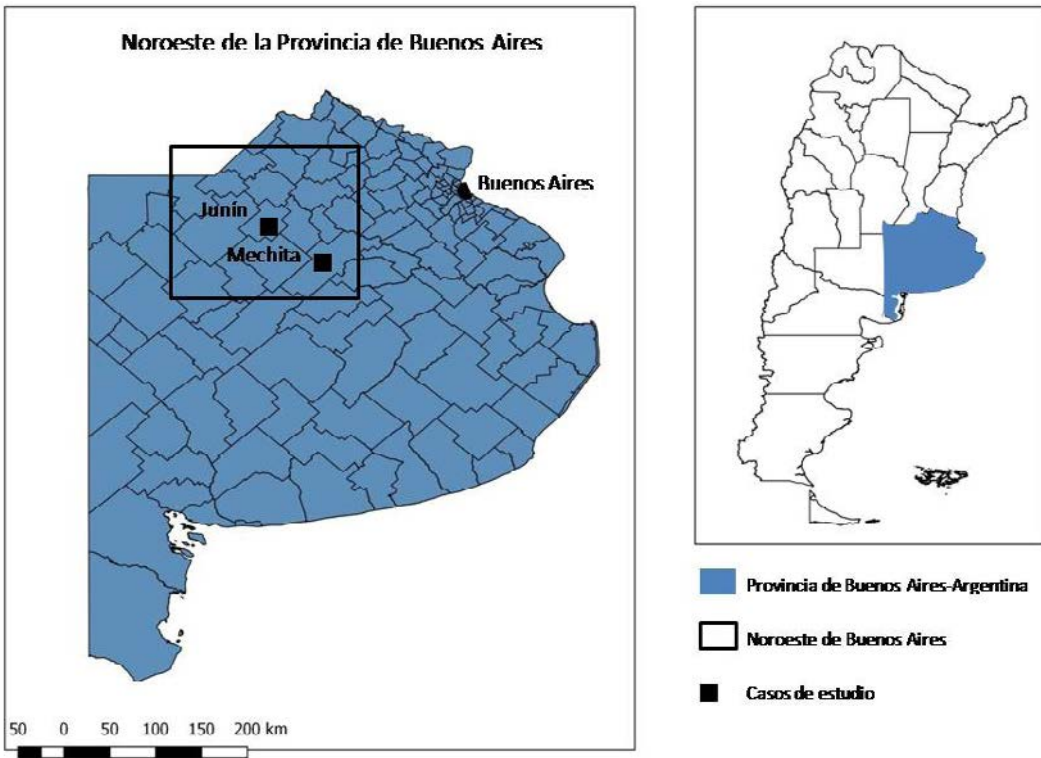 Noroeste de la Provincia de Buenos Aires
Buenos Aires
Junín
Mechita
50 0 50 100 150 200 km
Provincia de Buenos Aires-Argentina
Noroeste de Buenos Aires
Casos de estudio